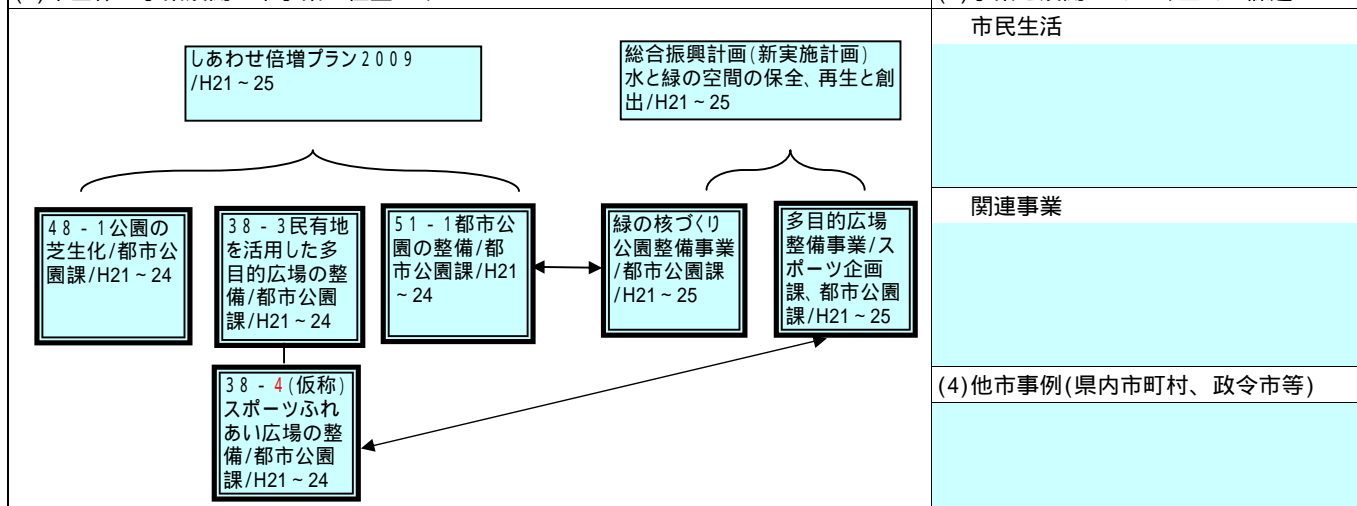 しあわせ倍増プラン2009
/H21~25
総合振興計画(新実施計画)
水と緑の空間の保全、再生と創
出/H21~25
48-1公園の
芝生化/都市公
園課/H21~24
38-3民有地
を活用した多
目的広場の整
備/都市公園
課/H21~24
51-1都市公
園の整備/都
市公園課/H21
~24
緑の核づくり
公園整備事業
/都市公園課
/H21~25
多目的広場
整備事業/ス
ポーツ企画
課、都市公園
課/H21~25
38-4(仮称)
スポーツふれ
あい広場の整
備/都市公園
課/H21~24
市民生活
関連事業
(4)他市事例(県内市町村、政令市等)